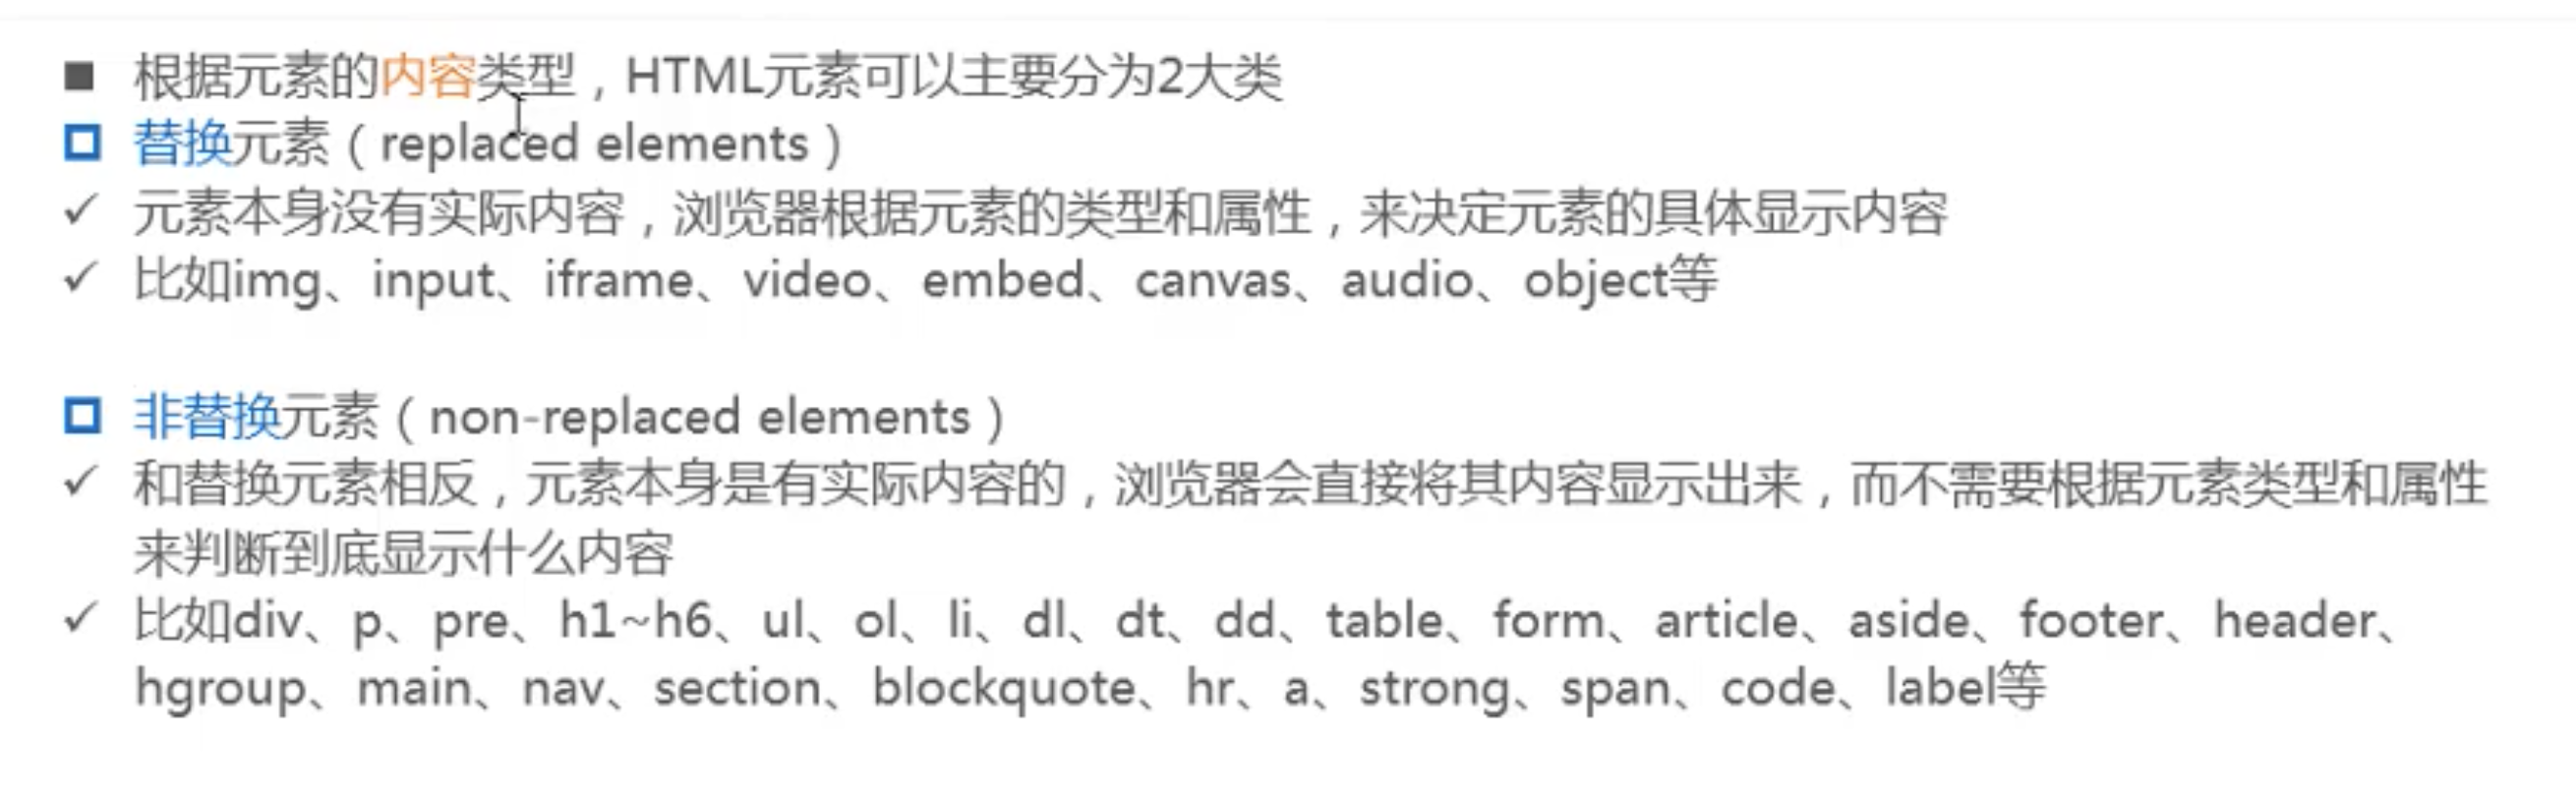 根据元素的内容类型，HTML元素可以主要分为2大类
替换元素（replaced elements）
元素本身没有实际内容，浏览器根据元素的类型和属性，来决定元素的具体显示内容
比如img、input、iframe、video、embed、canvas、audio、object等
非替换元素（non-replaced elements）
和替换元素相反，元素本身是有实际内容的，浏览器会直接将其内容显示出来，而不需要根据元素类型和属性
来判断到底显示什么内容
比如div、p、pre、h1~h6、ul、ol、li、dl、dt、dd、table、form、article、aside、footer、header、
hgroup、main、nav、section、blockquote、hr、a、strong、span、code、label等